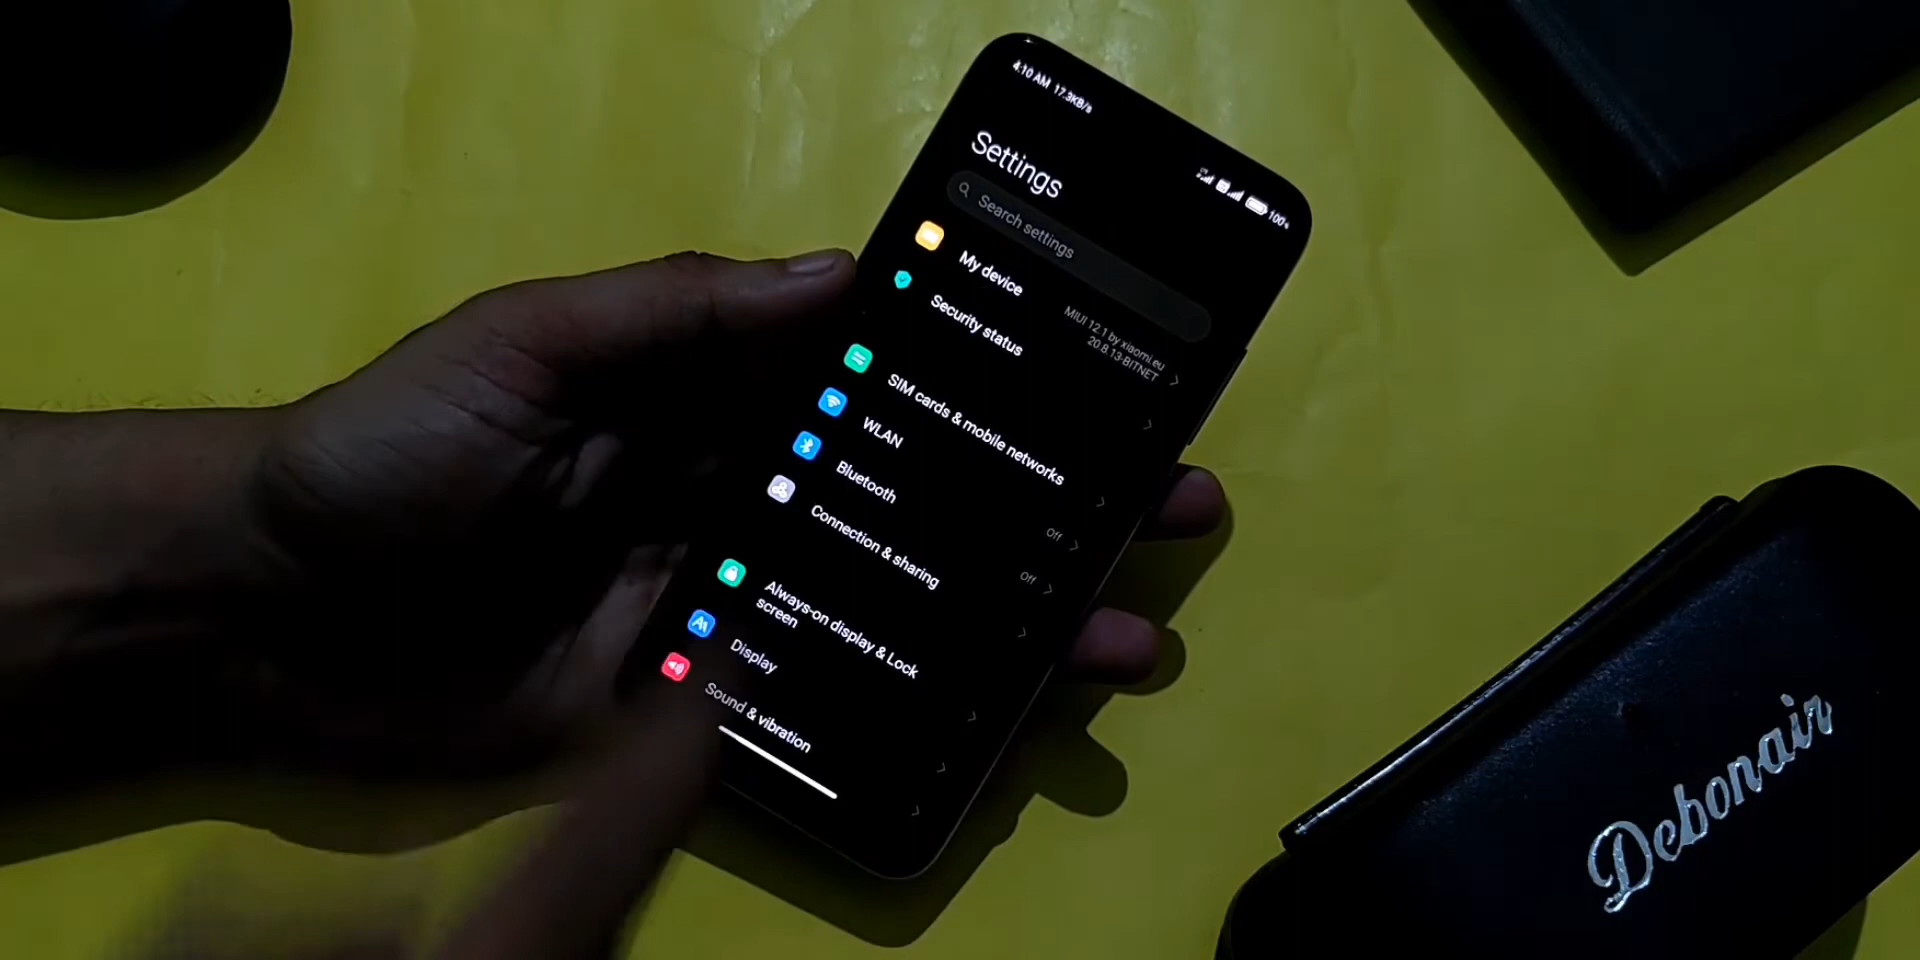 4:10 AM 17.3KB/s
100%
Settings
Search settings
My device
MIUI 12.1 by xiaomi.eu
20.8.13-BITNET
Security status
SIM cards & mobile networks
WLAN
Off
Bluetooth
Off
Connection & sharing
Always-on display & Lock
screen
Display
Sound & vibration
Debonair